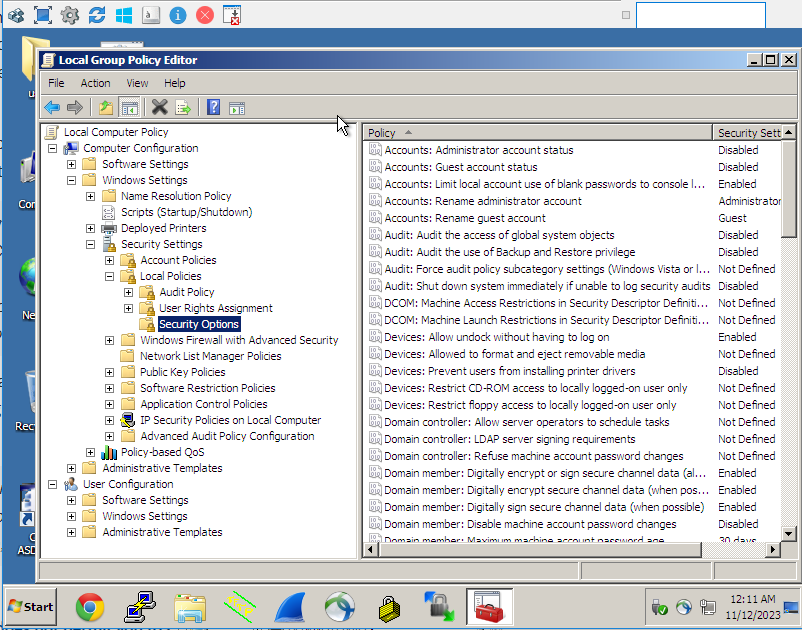 Local Group Policy Editor
File Action View Help
Local Computer Policy
Computer Configuration
Software Settings
Windows Settings
Name Resolution Policy
Scripts (Startup/Shutdown)
Deployed Printers
Security Settings
Account Policies
Local Policies
Audit Policy
User Rights Assignment
Security Options
Windows Firewall with Advanced Security
Network List Manager Policies
Public Key Policies
Software Restriction Policies
Application Control Policies
IP Security Policies on Local Computer
Advanced Audit Policy Configuration
Policy-based QoS
Administrative Templates
User Configuration
Software Settings
Windows Settings
Administrative Templates
Policy Security Sett
Accounts: Administrator account status Disabled
Accounts: Guest account status Disabled
Accounts: Limit local account use of blank passwords to console l... Enabled
Accounts: Rename administrator account Administrator
Accounts: Rename guest account Guest
Audit: Audit the access of global system objects Disabled
Audit: Audit the use of Backup and Restore privilege Disabled
Audit: Force audit policy subcategory settings (Windows Vista or l... Not Defined
Audit: Shut down system immediately if unable to log security audits Disabled
DCOM: Machine Access Restrictions in Security Descriptor Definiti... Not Defined
DCOM: Machine Launch Restrictions in Security Descriptor Definiti... Not Defined
Devices: Allow undock without having to log on Enabled
Devices: Allowed to format and eject removable media Not Defined
Devices: Prevent users from installing printer drivers Disabled
Devices: Restrict CD-ROM access to locally logged-on user only Not Defined
Devices: Restrict floppy access to locally logged-on user only Not Defined
Domain controller: Allow server operators to schedule tasks Not Defined
Domain controller: LDAP server signing requirements Not Defined
Domain controller: Refuse machine account password changes Not Defined
Domain member: Digitally encrypt or sign secure channel data (al... Enabled
Domain member: Digitally encrypt secure channel data (when pos... Enabled
Domain member: Digitally sign secure channel data (when possible) Enabled
Domain member: Disable machine account password changes Disabled
Domain member: Maximum machine account password age 30 days
Start
12:11 AM
11/12/2023